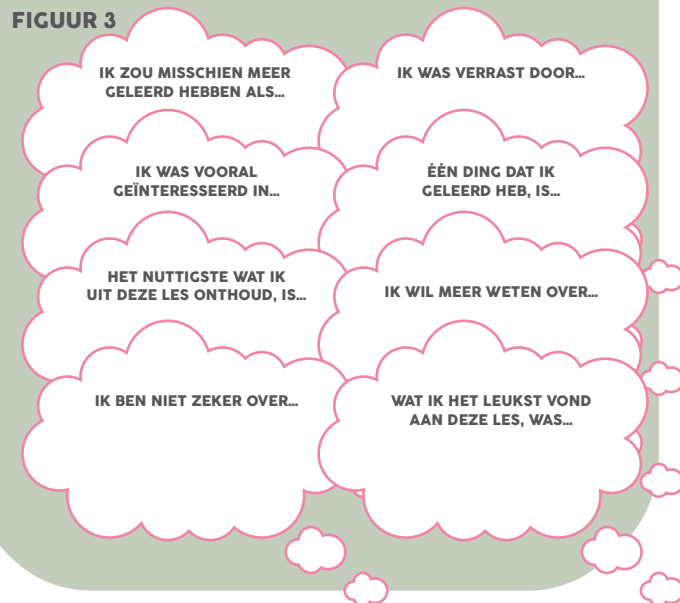 FIGUUR 3
IK ZOU MISSCHIEN MEER
GELEERD HEBBEN ALS...
IK WAS VERRAST DOOR...
IK WAS VOORAL
GEÏNTERESSEERD IN...
ÉÉN DING DAT IK
GELEERD HEB, IS...
HET NUTTIGSTE WAT IK
UIT DEZE LES ONTHOUD, IS...
IK WIL MEER WETEN OVER...
IK BEN NIET ZEKER OVER...
WAT IK HET LEUKST VOND
AAN DEZE LES, WAS...